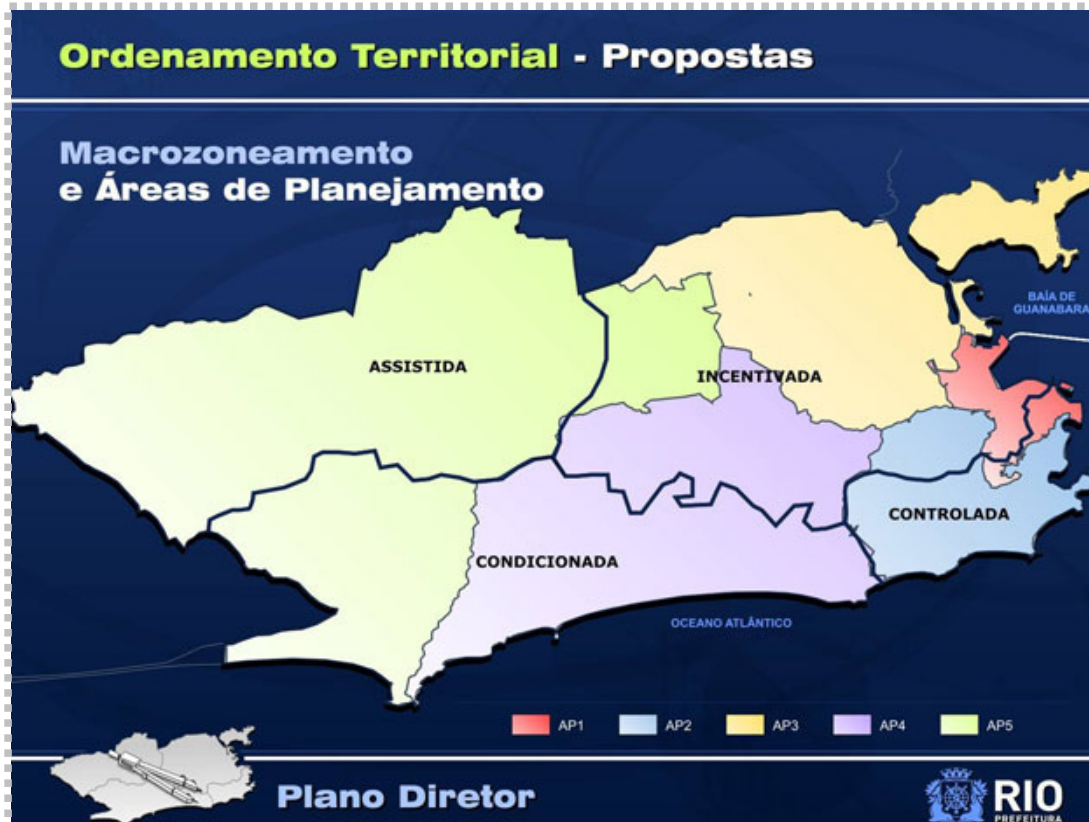 Ordenamento Territorial - Propostas
Macrozoneamento
e Áreas de Planejamento
BAÍA DE
GUANABARA
ASSISTIDA
INCENTIVADA
CONTROLADA
CONDICIONADA
OCEANO ATLÂNTICO
AP1 AP2 AP3 AP4 AP5
Plano Diretor
RIO
PREFEITURA